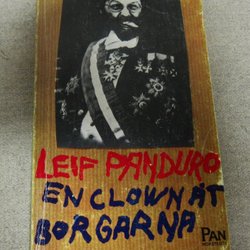 LEIF PANDURO
EN CLOWN ÅT
BORGARNA
PAN